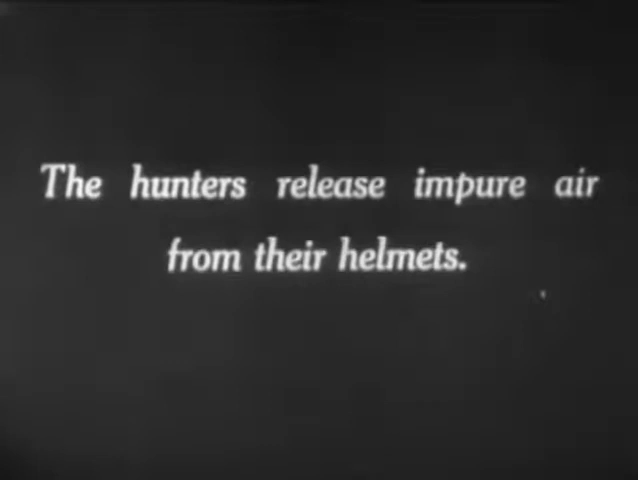 The hunters release impure air
from their helmets.